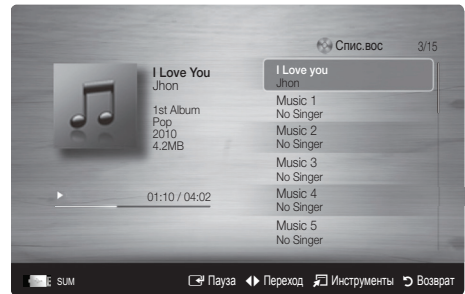 Спис.вос 3/15
I Love You
Jhon
1st Album
Pop
2010
4.2MB
01:10 / 04:02
I Love you
Jhon
Music 1
No Singer
Music 2
No Singer
Music 3
No Singer
Music 4
No Singer
Music 5
No Singer
SUM Пауза Переход Инструменты Возврат